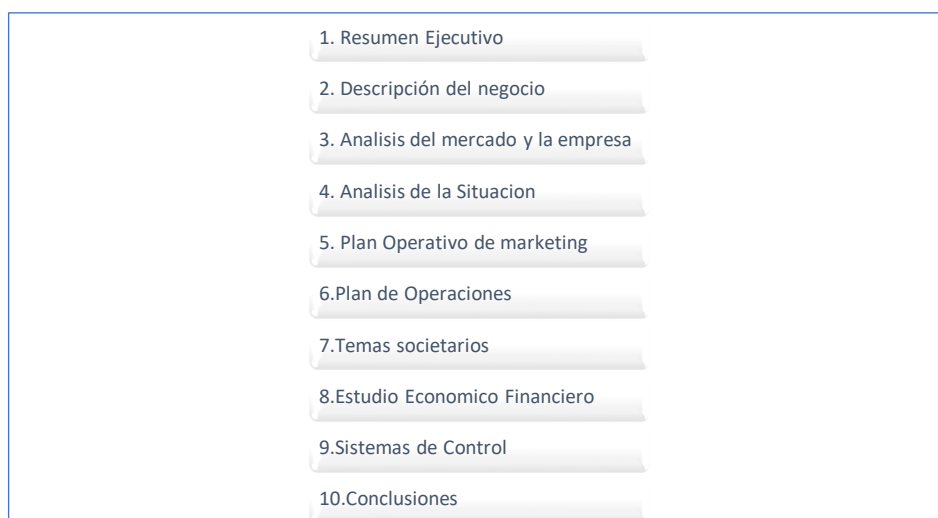 1. Resumen Ejecutivo
2. Descripción del negocio
3. Analisis del mercado y la empresa
4. Analisis de la Situacion
5. Plan Operativo de marketing
6.Plan de Operaciones
7.Temas societarios
8.Estudio Economico Financiero
9.Sistemas de Control
10.Conclusiones